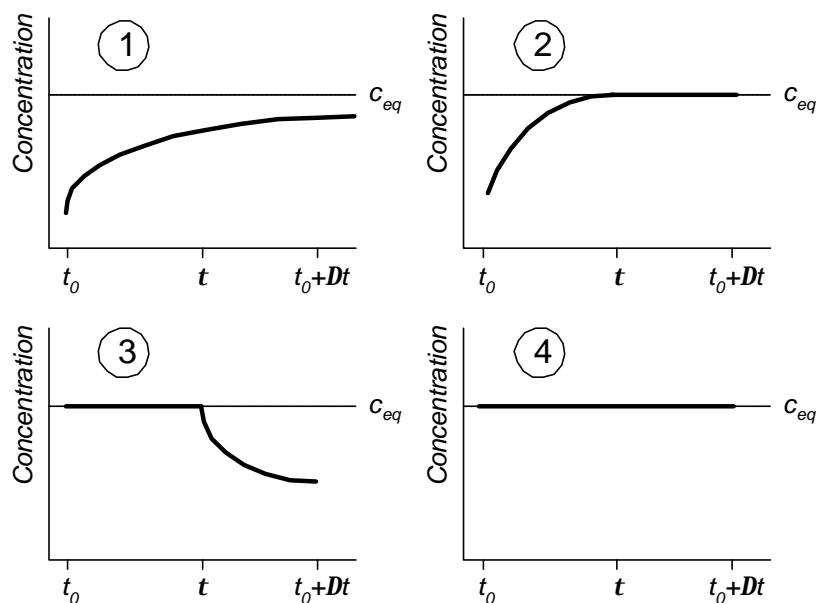 1
Concentration
c_eq
t_0
t
t_0+Dt
2
Concentration
c_eq
t_0
t
t_0+Dt
3
Concentration
c_eq
t_0
t
t_0+Dt
4
Concentration
c_eq
t_0
t
t_0+Dt